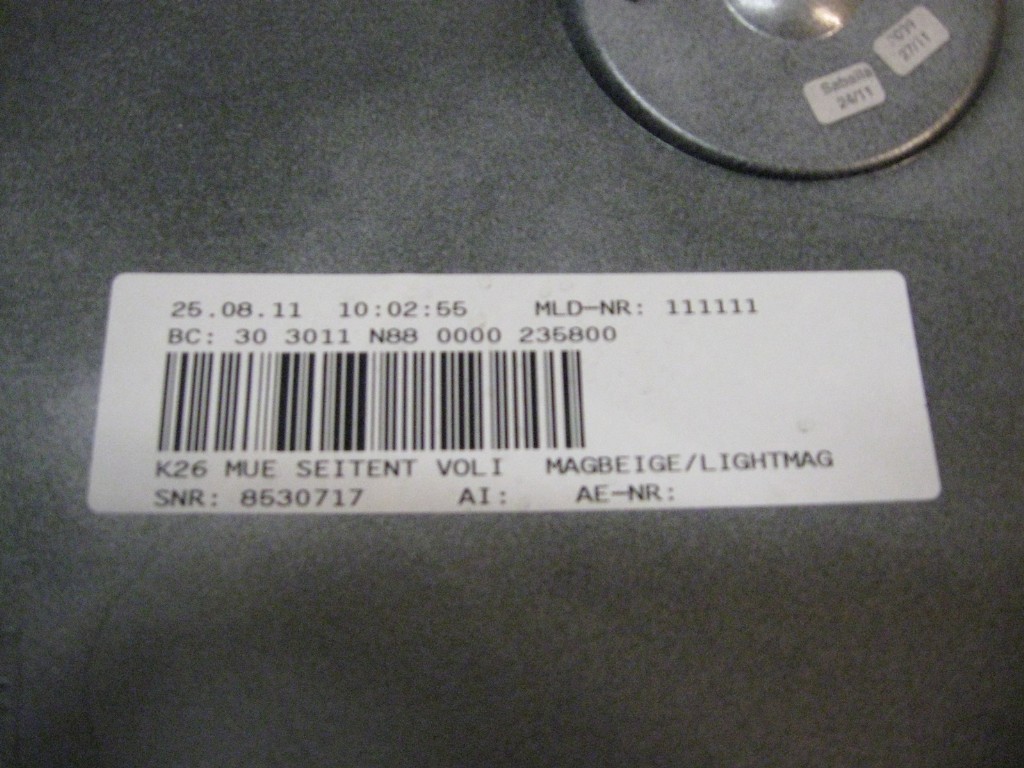 24/11
27/11
25.08.11 10:02:55 MLD-NR: 111111
BC: 30 3011 N88 0000 235800
K26 MUE SEITENT VOLI MAGBEIGE/LIGHTMAG
SNR: 8530717 AI: AE-NR: